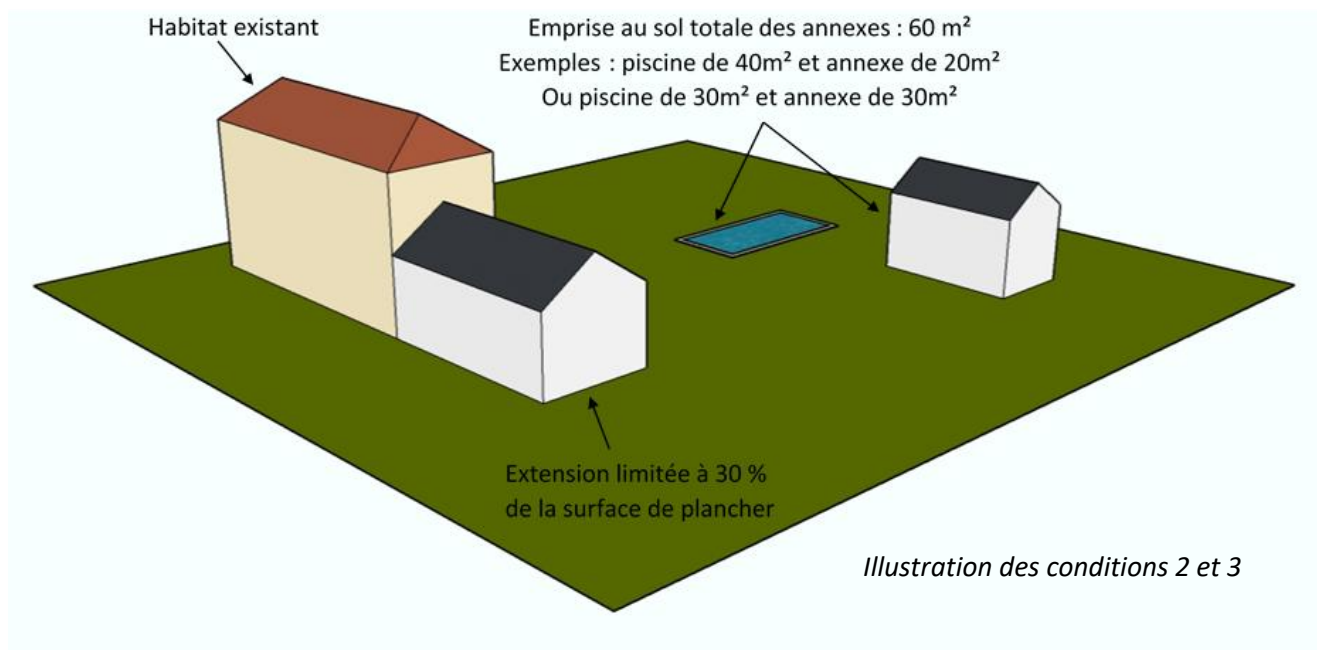 Habitat existant
Emprise au sol totale des annexes : 60 m²
Exemples : piscine de 40m² et annexe de 20m²
Ou piscine de 30m² et annexe de 30m²
Extension limitée à 30 %
de la surface de plancher
Illustration des conditions 2 et 3